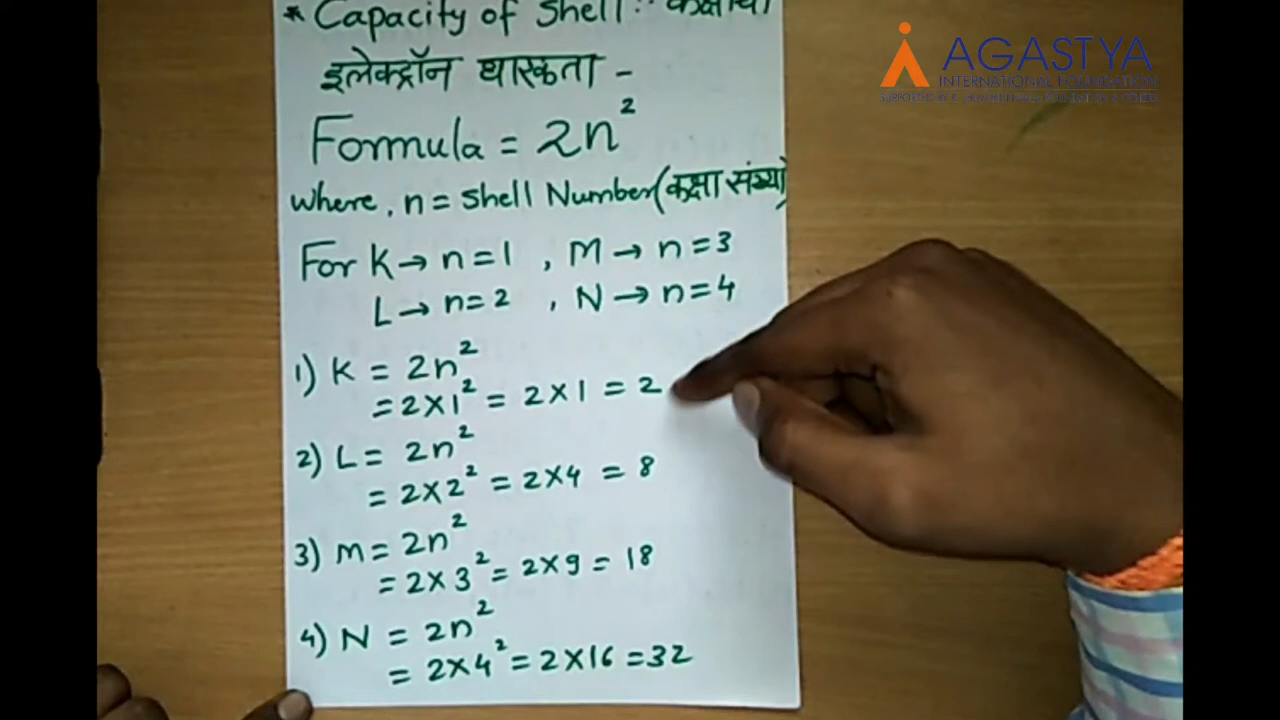 * Capacity of Shell :-
इलेक्ट्रॉन धारकता -
Formula = 2n²
where, n = Shell Number (कक्षा संख्या)
For K → n = 1 , M → n = 3
L → n = 2 , N → n = 4
1) K = 2n²
= 2 × 1² = 2 × 1 = 2
2) L = 2n²
= 2 × 2² = 2 × 4 = 8
3) M = 2n²
= 2 × 3² = 2 × 9 = 18
4) N = 2n²
= 2 × 4² = 2 × 16 = 32
AGASTYA
INTERNATIONAL FOUNDATION